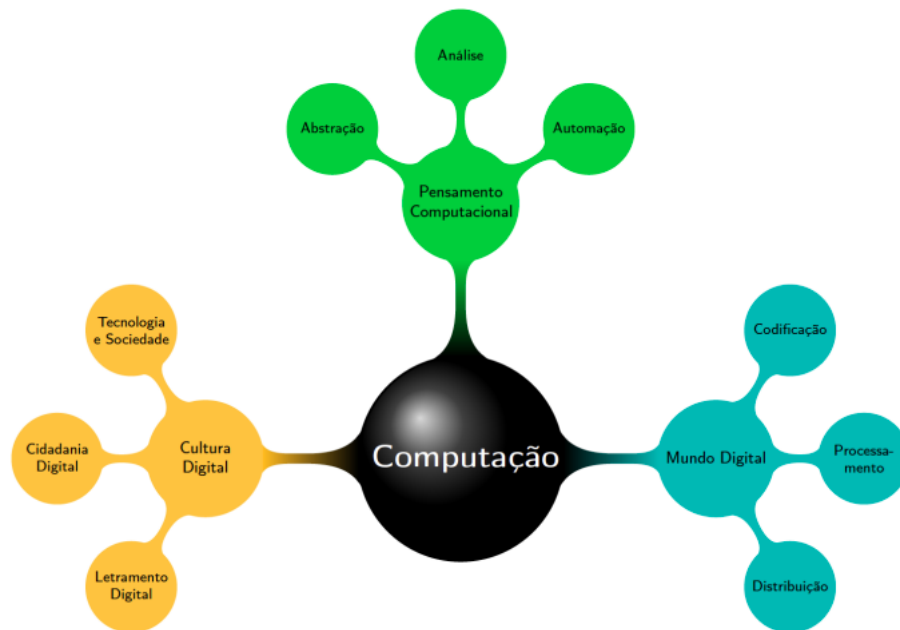 Análise
Abstração
Automação
Pensamento
Computacional
Tecnologia
e Sociedade
Codificação
Cidadania
Digital
Cultura
Digital
Computação
Mundo Digital
Processa-
mento
Letramento
Digital
Distribuição